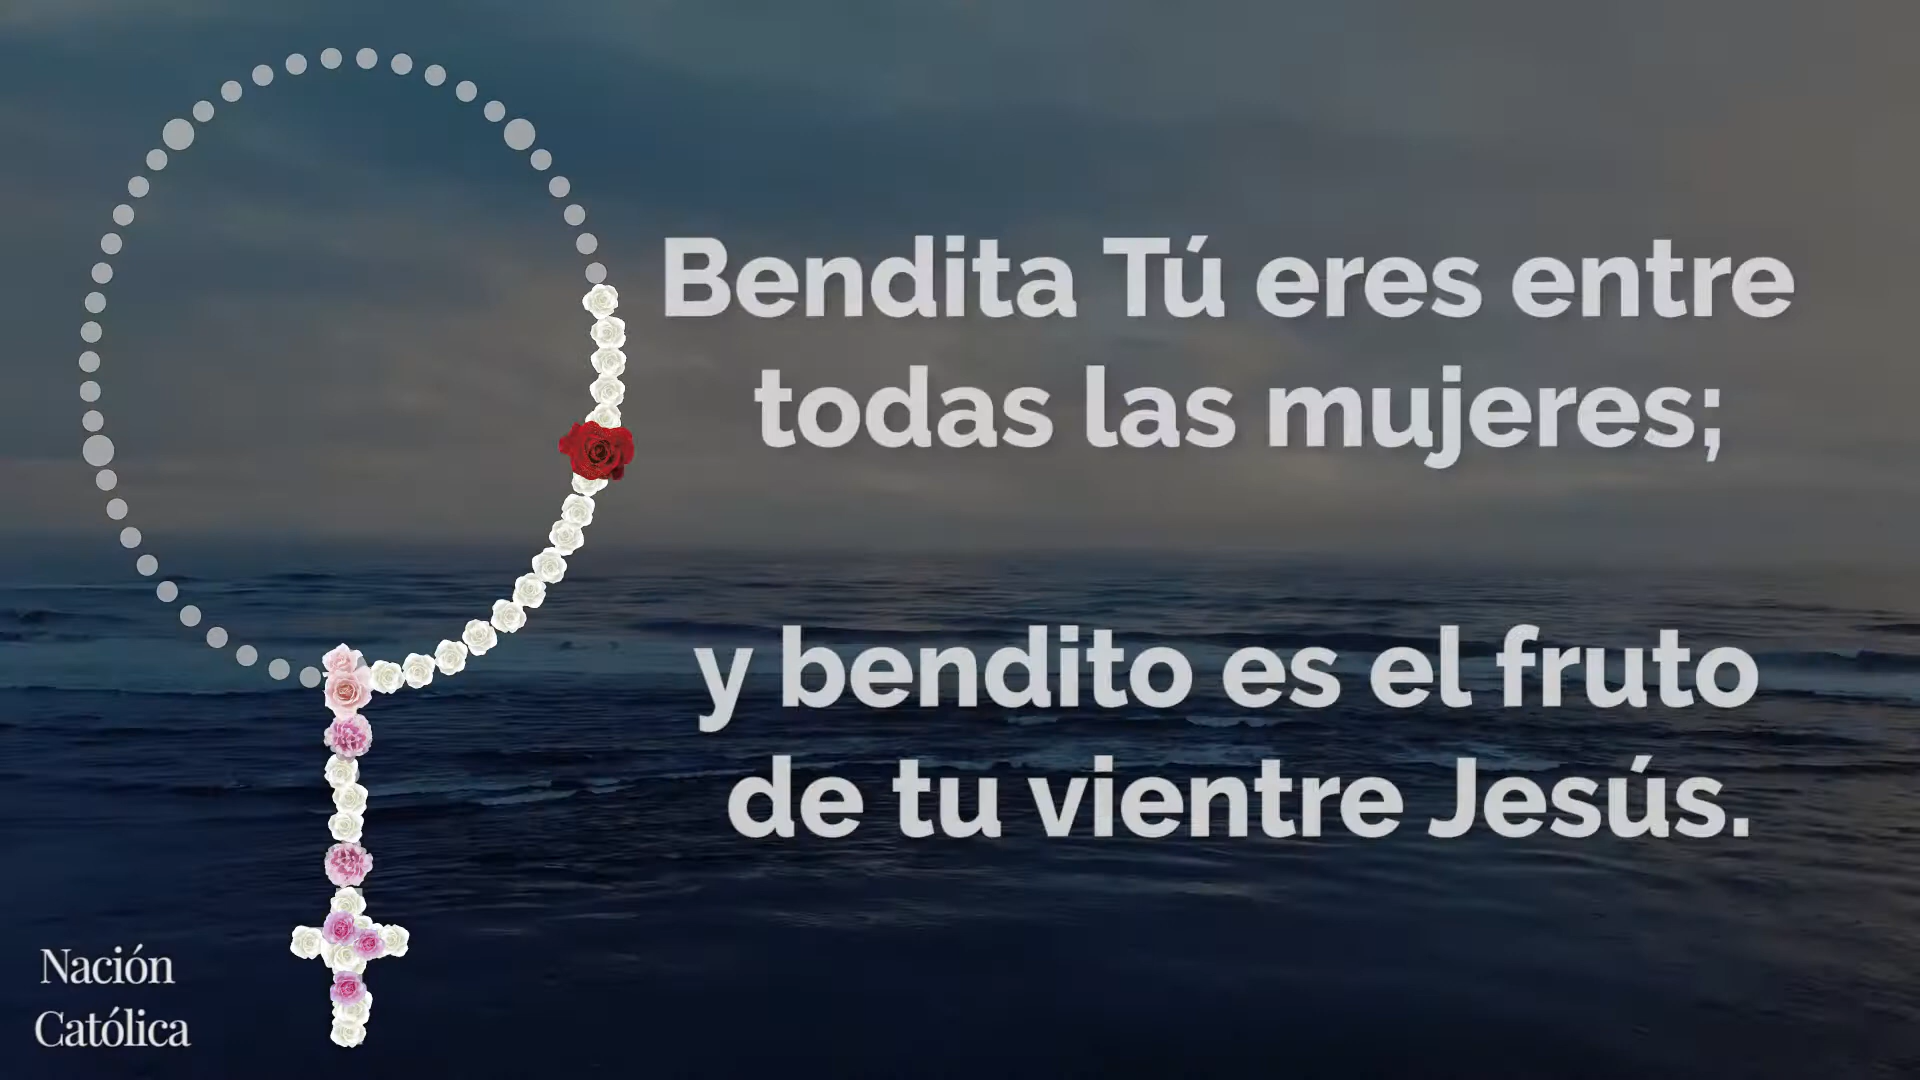 Bendita Tú eres entre
todas las mujeres;
y bendito es el fruto
de tu vientre Jesús.
Nación
Católica